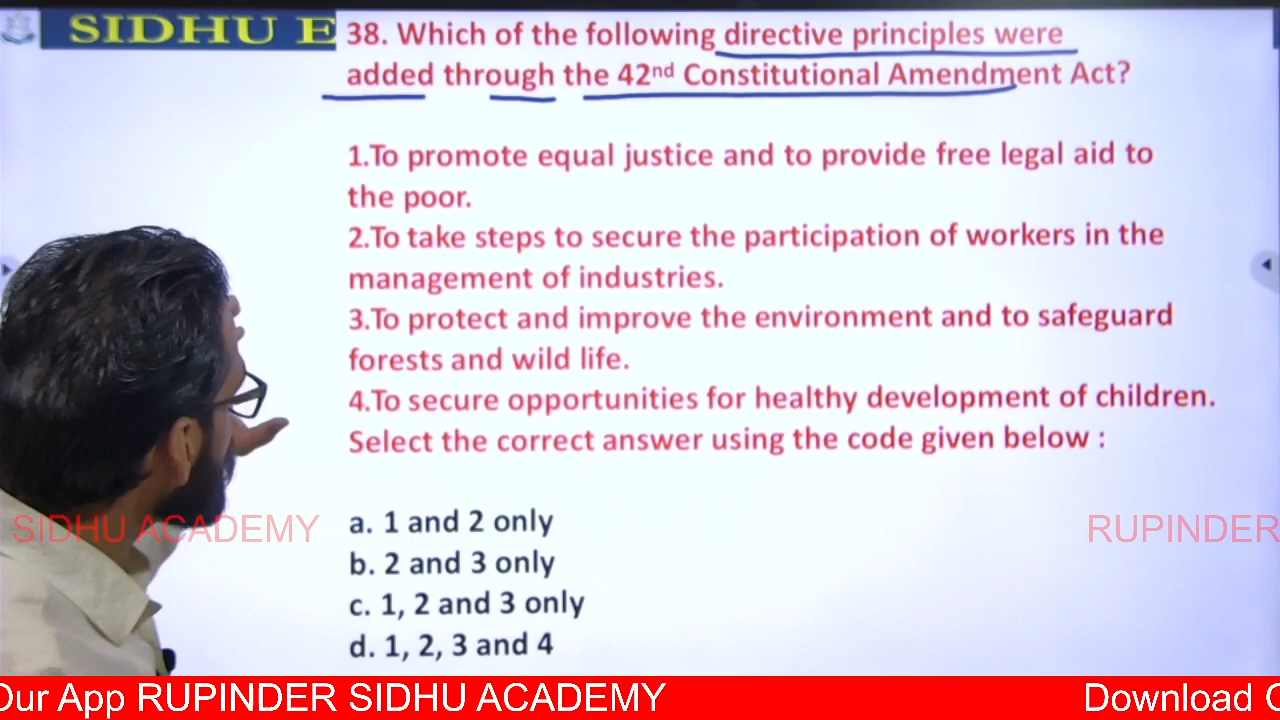 SIDHU E
38. Which of the following directive principles were
added through the 42nd Constitutional Amendment Act?
1.To promote equal justice and to provide free legal aid to
the poor.
2.To take steps to secure the participation of workers in the
management of industries.
3.To protect and improve the environment and to safeguard
forests and wild life.
4.To secure opportunities for healthy development of children.
Select the correct answer using the code given below :
a. 1 and 2 only
b. 2 and 3 only
c. 1, 2 and 3 only
d. 1, 2, 3 and 4
SIDHU ACADEMY
RUPINDER
Our App RUPINDER SIDHU ACADEMY
Download